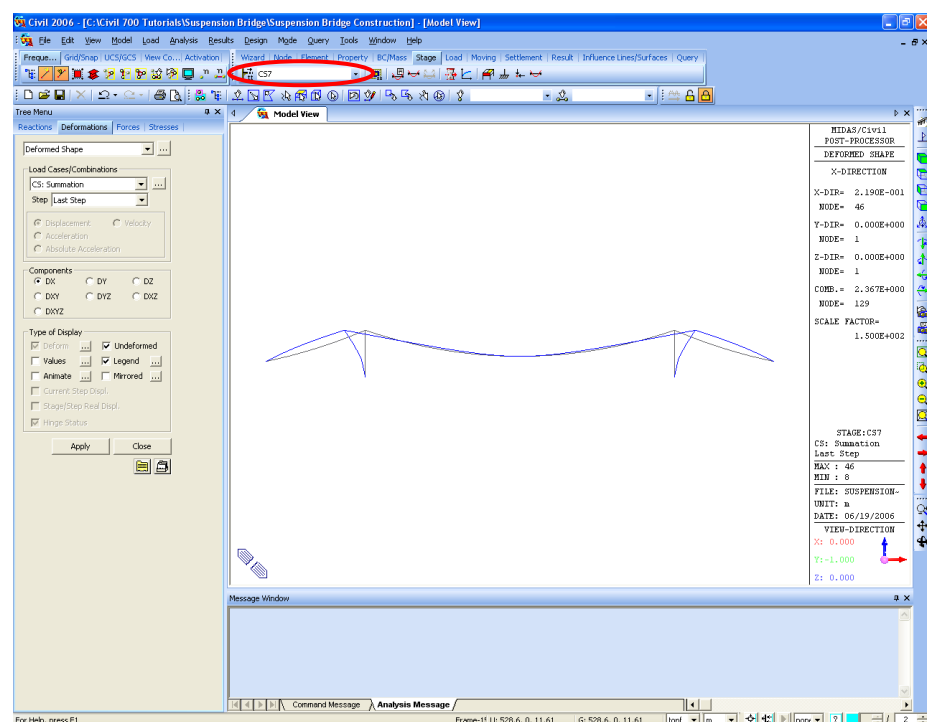 Civil 2006 - [C:\Civil 700 Tutorials\Suspension Bridge\Suspension Bridge Construction] - [Model View]
File Edit View Model Load Analysis Results Design Mode Query Tools Window Help
Freque... Grid/Snap UCS/GCS View Co... Activation Wizard Node Element Property BC/Mass Stage Load Moving Settlement Result Influence Lines/Surfaces Query
CS7
Tree Menu
Model View
Reactions Deformations Forces Stresses
Deformed Shape
Load Cases/Combinations
CS: Summation
Step Last Step
Displacement Velocity
Acceleration
Absolute Acceleration
Components
DX DY DZ
DXY DYZ DXZ
DXYZ
Type of Display
Deform Undeformed
Values Legend
Animate Mirrored
Current Step Displ.
Stage/Step Real Displ.
Hinge Status
Apply Close
MIDAS/Civil
POST-PROCESSOR
DEFORMED SHAPE
X-DIRECTION
X-DIR= 2.190E-001
NODE= 46
Y-DIR= 0.000E+000
NODE= 1
Z-DIR= 0.000E+000
NODE= 1
COMB.= 2.367E+000
NODE= 129
SCALE FACTOR=
1.500E+002
STAGE:CS7
CS: Summation
Last Step
MAX : 46
MIN : 8
FILE: SUSPENSION~
UNIT: m
DATE: 06/19/2006
VIEW-DIRECTION
X: 0.000
Y:-1.000
Z: 0.000
Message Window
Command Message Analysis Message
For Help, press F1 Frame-15 U: 528.6, 0, 11.61 G: 528.6, 0, 11.61 tonf m none ? / 2